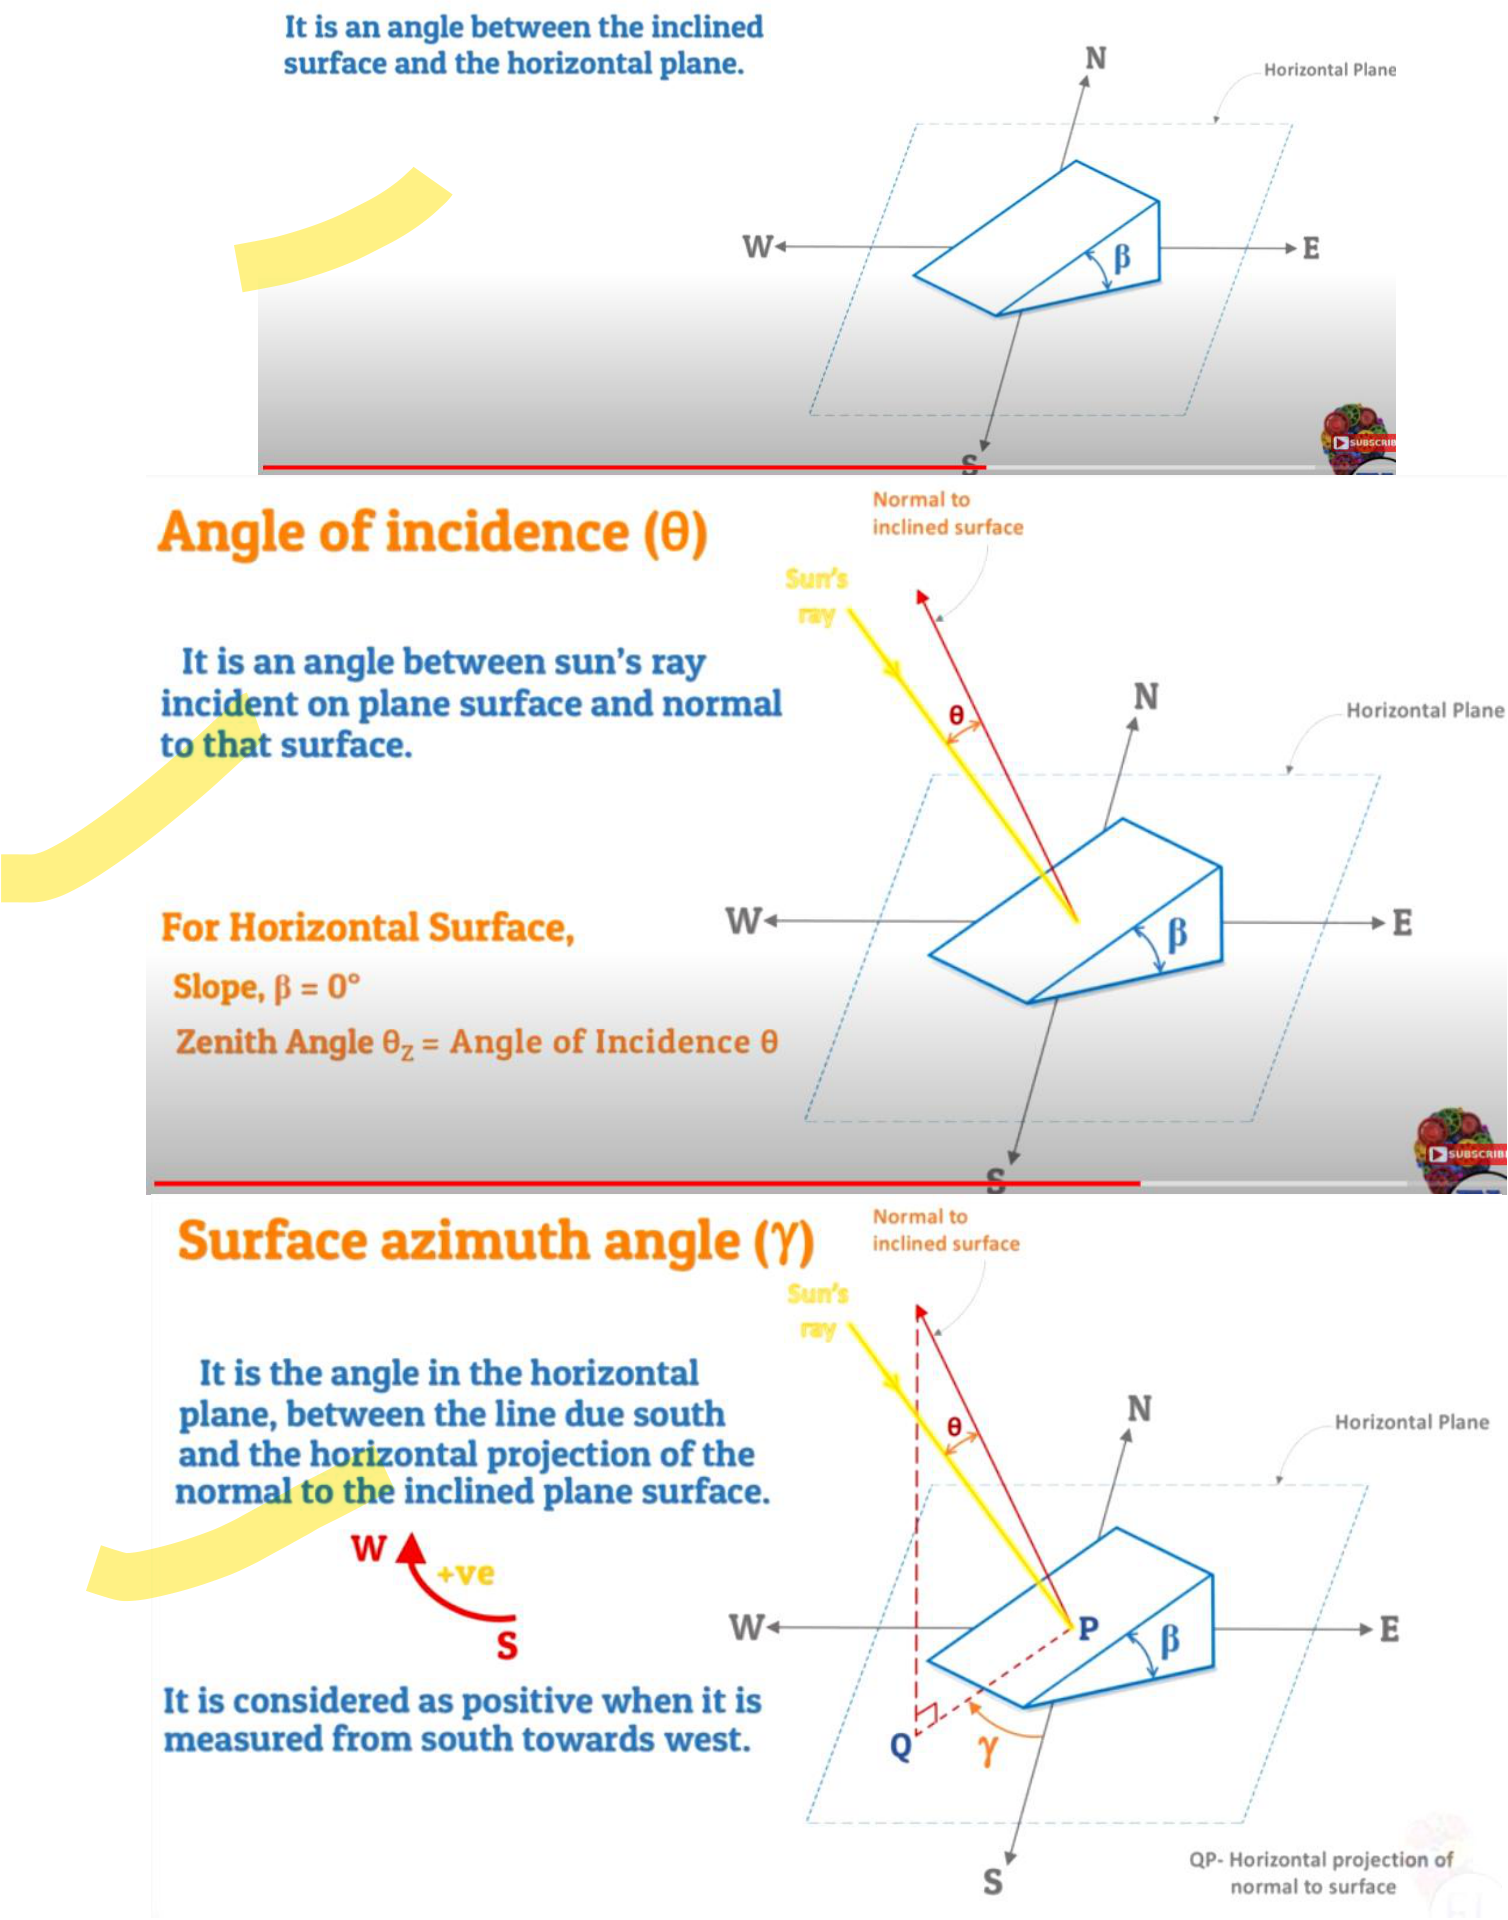 It is an angle between the inclined
surface and the horizontal plane.
N
Horizontal Plane
W
E
β
S
Angle of incidence (θ)
Normal to
inclined surface
Sun's
ray
It is an angle between sun's ray
incident on plane surface and normal
to that surface.
θ
N
Horizontal Plane
For Horizontal Surface,
W
E
β
Slope, β = 0°
Zenith Angle θz = Angle of Incidence θ
S
Surface azimuth angle (γ)
Normal to
inclined surface
Sun's
ray
It is the angle in the horizontal
plane, between the line due south
and the horizontal projection of the
normal to the inclined plane surface.
θ
N
Horizontal Plane
W
+ve
S
W
P
E
β
It is considered as positive when it is
measured from south towards west.
Q
γ
S
QP- Horizontal projection of
normal to surface